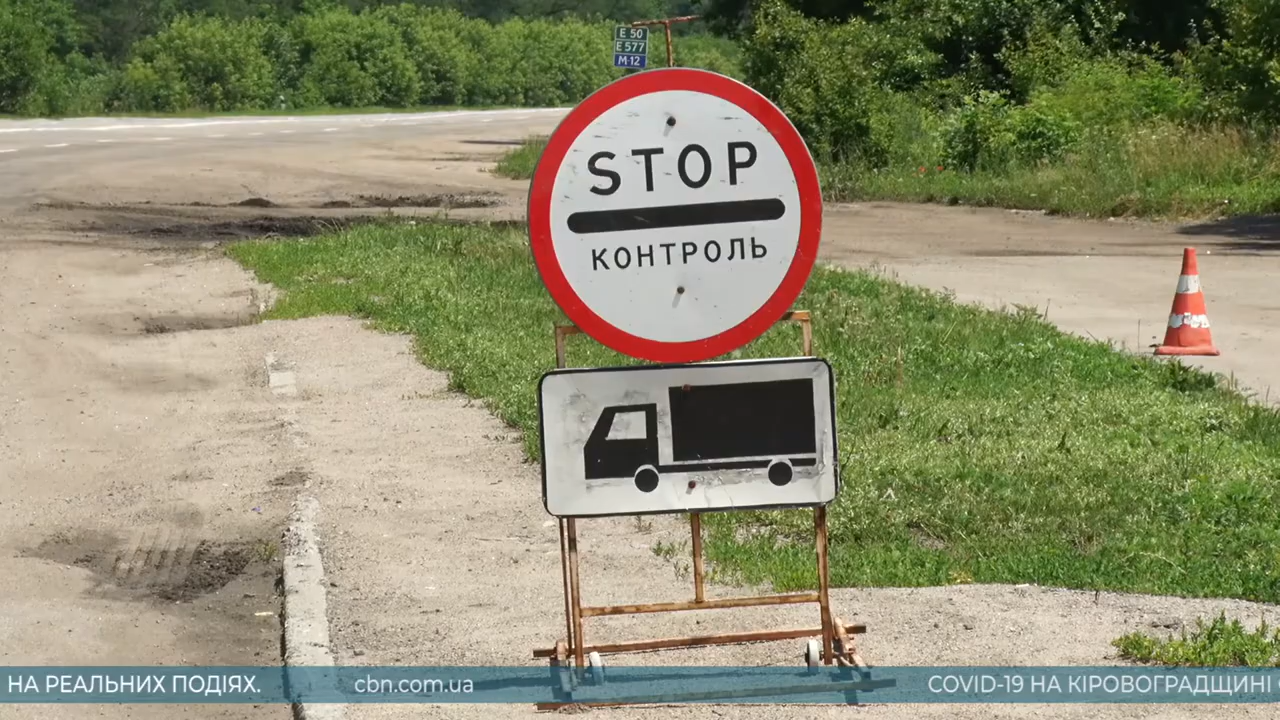 E 50
E 577
М-12
STOP
КОНТРОЛЬ
НА РЕАЛЬНИХ ПОДІЯХ.
cbn.com.ua
COVID-19 НА КІРОВОГРАДЩИНІ